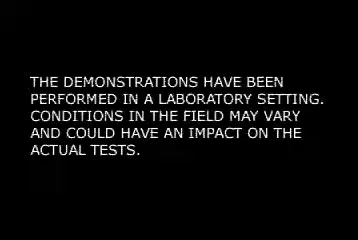 THE DEMONSTRATIONS HAVE BEEN
PERFORMED IN A LABORATORY SETTING.
CONDITIONS IN THE FIELD MAY VARY
AND COULD HAVE AN IMPACT ON THE
ACTUAL TESTS.